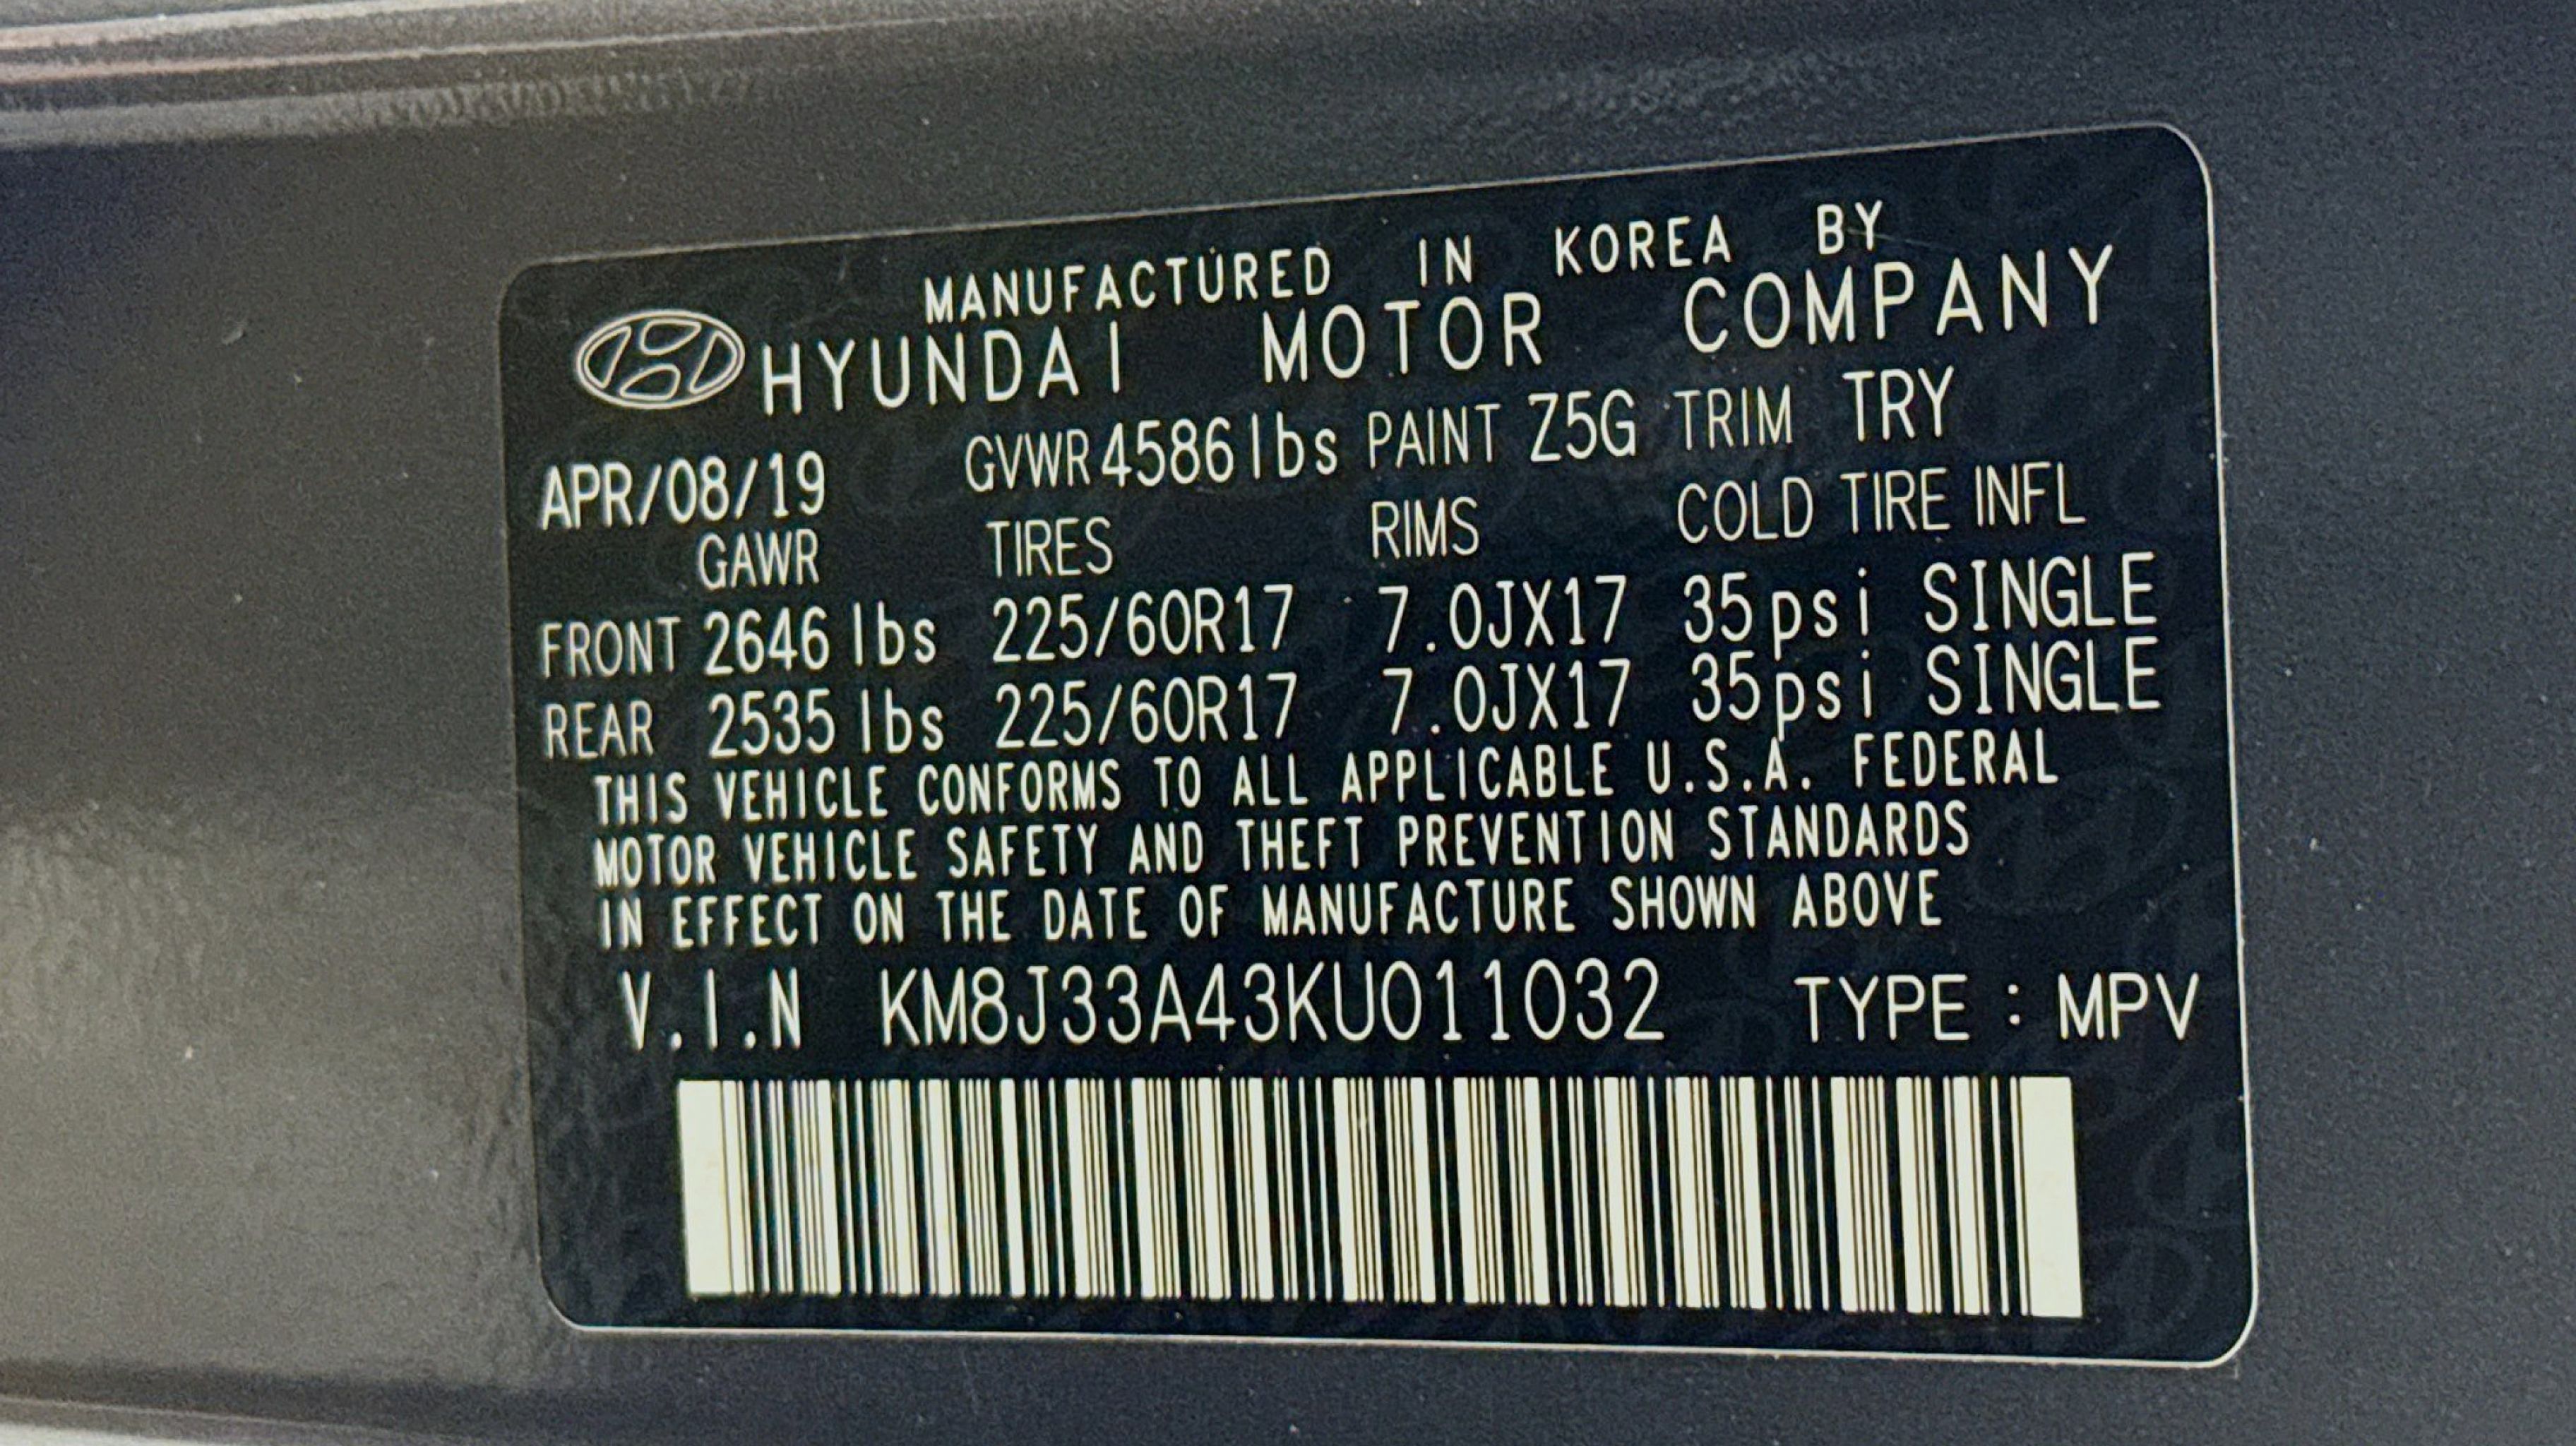 MANUFACTURED IN KOREA BY
HYUNDAI MOTOR COMPANY
APR/08/19 GVWR 4586 lbs PAINT Z5G TRIM TRY
GAWR TIRES RIMS COLD TIRE INFL
FRONT 2646 lbs 225/60R17 7.0JX17 35psi SINGLE
REAR 2535 lbs 225/60R17 7.0JX17 35psi SINGLE
THIS VEHICLE CONFORMS TO ALL APPLICABLE U.S.A. FEDERAL
MOTOR VEHICLE SAFETY AND THEFT PREVENTION STANDARDS
IN EFFECT ON THE DATE OF MANUFACTURE SHOWN ABOVE
V.I.N KM8J33A43KU011032 TYPE : MPV